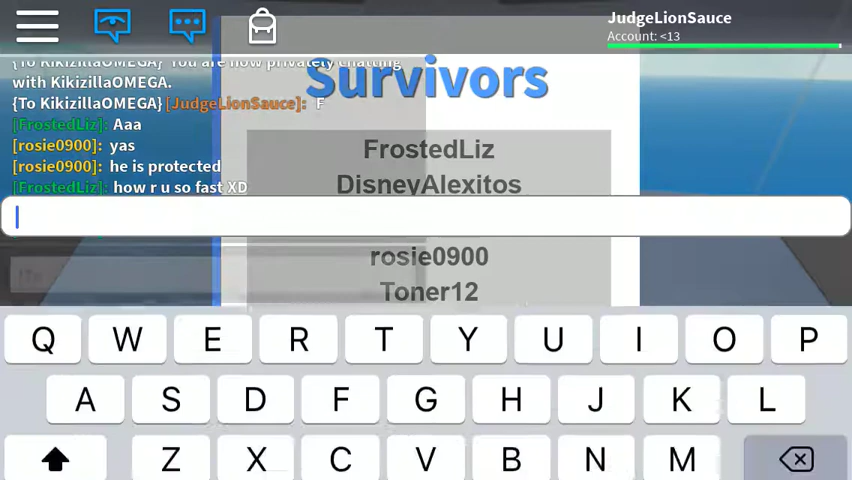 JudgeLionSauce
Account: <13
{To KikizillaOMEGA} You are now privately chatting
with KikizillaOMEGA.
{To KikizillaOMEGA} [JudgeLionSauce]: F
[FrostedLiz]: Aaa
[rosie0900]: yas
[rosie0900]: he is protected
[FrostedLiz]: how r u so fast XD
Survivors
FrostedLiz
DisneyAlexitos
rosie0900
Toner12
Q W E R T Y U I O P
A S D F G H J K L
Z X C V B N M